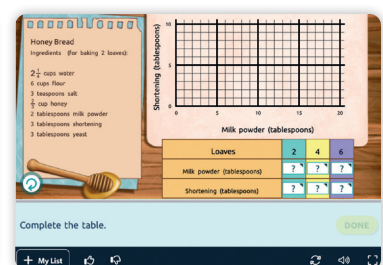 Honey Bread
Ingredients (for baking 2 loaves):
2 1/4 cups water
6 cups flour
3 teaspoons salt
2/3 cup honey
2 tablespoons milk powder
3 tablespoons shortening
3 tablespoons yeast
Shortening (tablespoons)
10
5
0
0 5 10 15 20
Milk powder (tablespoons)
Loaves 2 4 6
Milk powder (tablespoons) ? ? ?
Shortening (tablespoons) ? ? ?
Complete the table.
DONE
+ My List